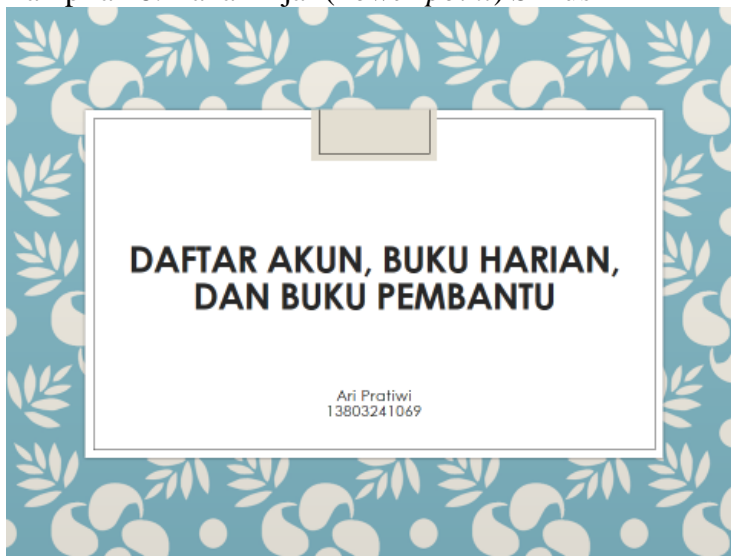 DAFTAR AKUN, BUKU HARIAN,
DAN BUKU PEMBANTU
Ari Pratiwi
13803241069